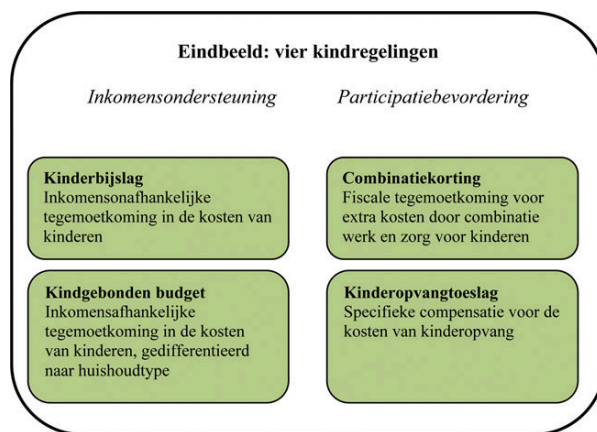 Eindbeeld: vier kindregelingen
Inkomensondersteuning
Participatiebevordering
Kinderbijslag
Inkomensonafhankelijke
tegemoetkoming in de kosten van
kinderen
Combinatiekorting
Fiscale tegemoetkoming voor
extra kosten door combinatie
werk en zorg voor kinderen
Kindgebonden budget
Inkomensafhankelijke
tegemoetkoming in de kosten
van kinderen, gedifferentieerd
naar huishoudtype
Kinderopvangtoeslag
Specifieke compensatie voor de
kosten van kinderopvang